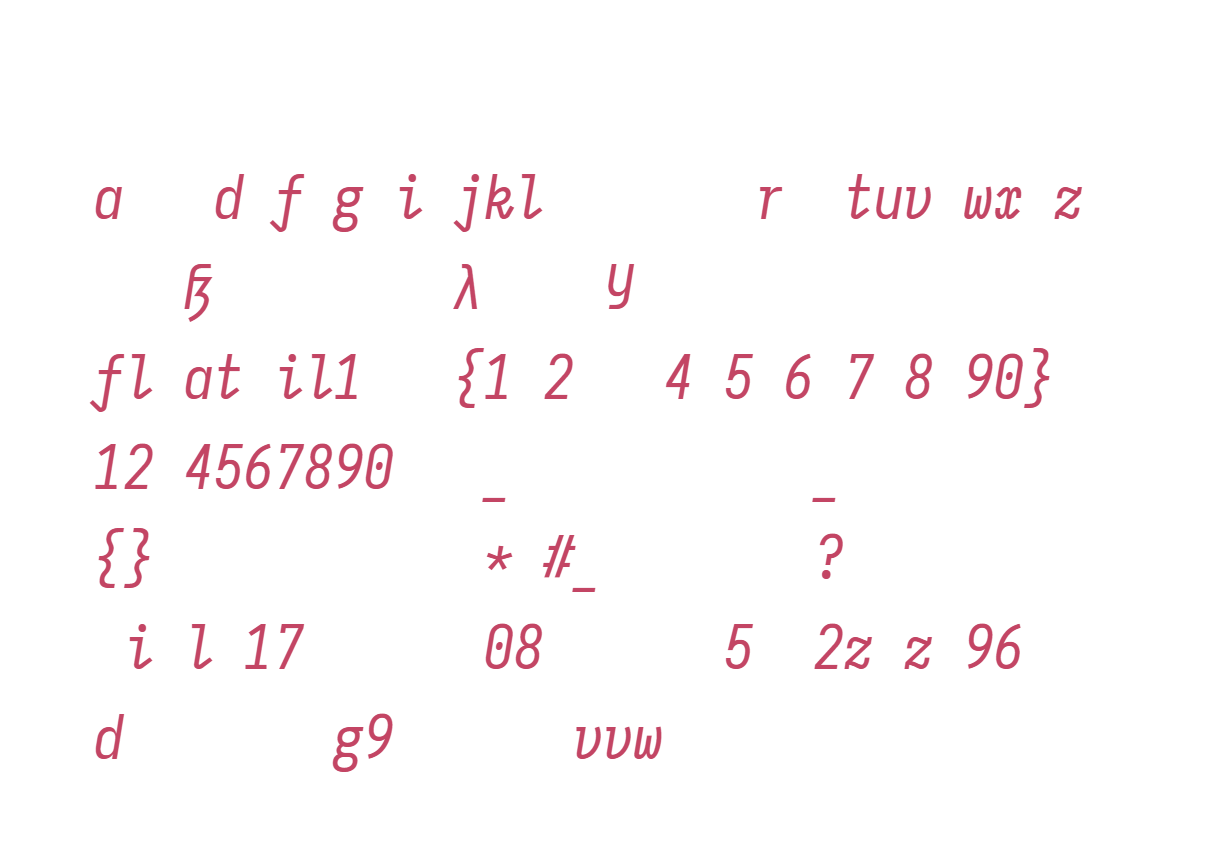 a   d f g i jkl       r  tuv wx z
   ß        λ    y
fl at il1   {1 2   4 5 6 7 8 90}
12 4567890   _          _
{}           * #_       ?
 i l 17      08      5  2z z 96
d       g9      vvw